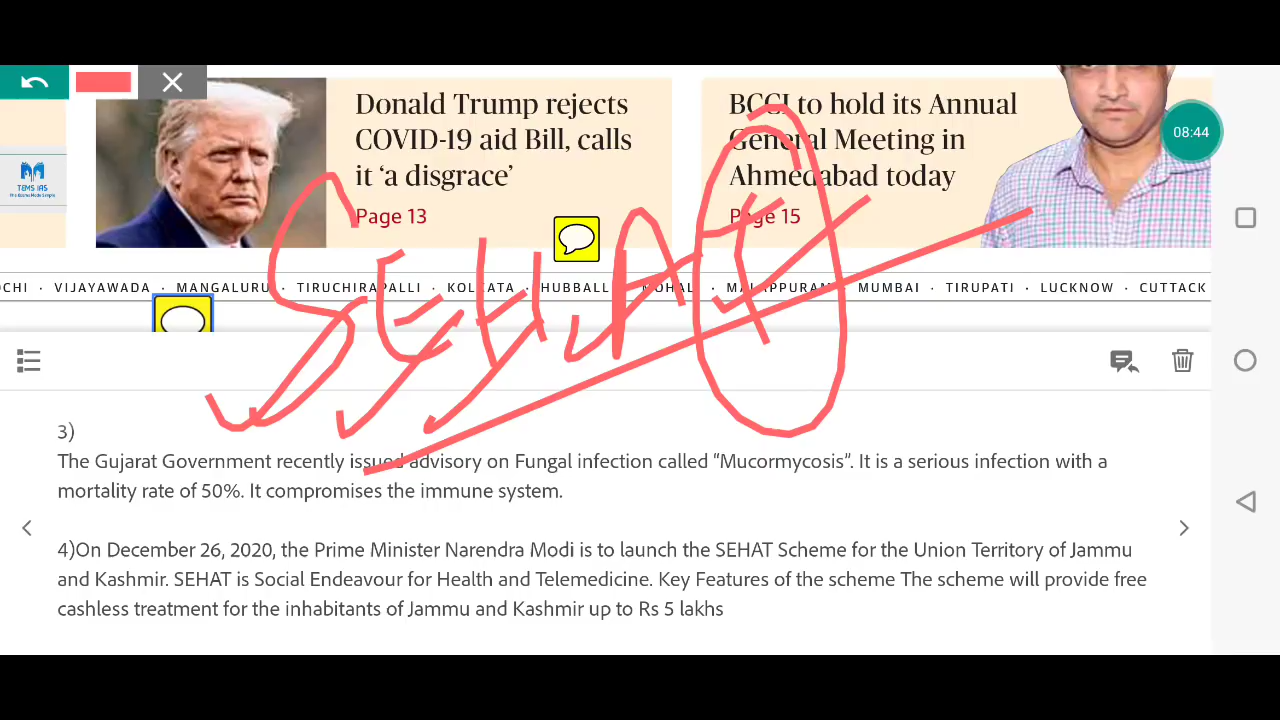 Donald Trump rejects
COVID-19 aid Bill, calls
it ‘a disgrace’
Page 13
BCCI to hold its Annual
General Meeting in
Ahmedabad today
Page 15
08:44
TEMS IAS
SEHAT
CHI · VIJAYAWADA · MANGALURU · TIRUCHIRAPALLI · KOLKATA · HUBBALLI · MOHALI · MALAPPURAM · MUMBAI · TIRUPATI · LUCKNOW · CUTTACK
3)
The Gujarat Government recently issued advisory on Fungal infection called “Mucormycosis”. It is a serious infection with a
mortality rate of 50%. It compromises the immune system.
4)On December 26, 2020, the Prime Minister Narendra Modi is to launch the SEHAT Scheme for the Union Territory of Jammu
and Kashmir. SEHAT is Social Endeavour for Health and Telemedicine. Key Features of the scheme The scheme will provide free
cashless treatment for the inhabitants of Jammu and Kashmir up to Rs 5 lakhs